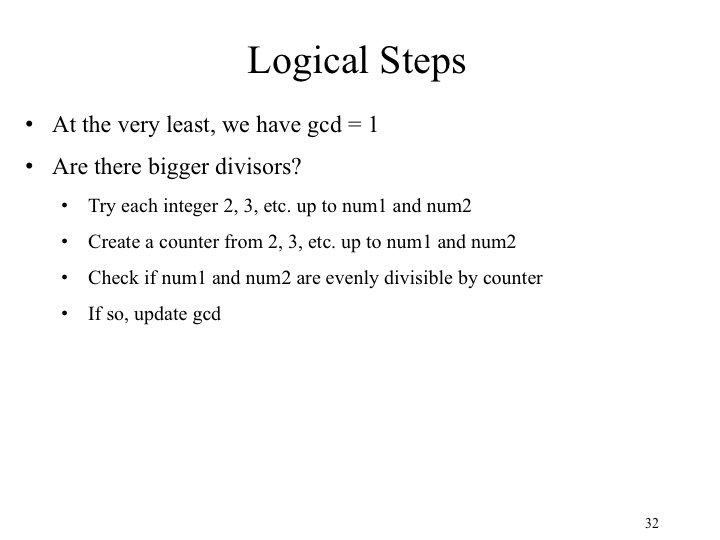 Logical Steps
• At the very least, we have gcd = 1
• Are there bigger divisors?
• Try each integer 2, 3, etc. up to num1 and num2
• Create a counter from 2, 3, etc. up to num1 and num2
• Check if num1 and num2 are evenly divisible by counter
• If so, update gcd
32